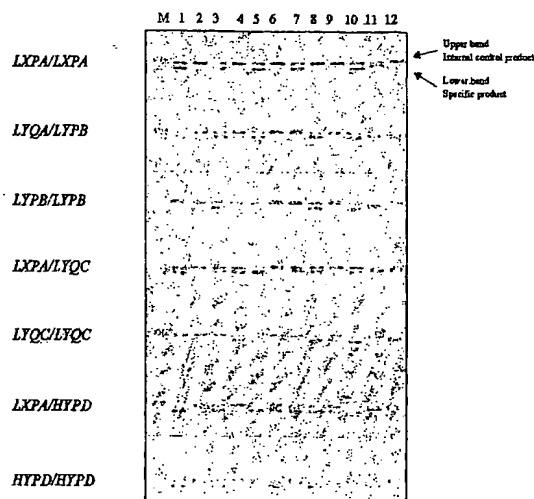 M 1 2 3 4 5 6 7 8 9 10 11 12
LXPA/LXPA
Upper band
Internal control product
Lower band
Specific product
LYQA/LYPB
LYPB/LYPB
LXPA/LYQC
LYQC/LYQC
LXPA/HYPD
HYPD/HYPD